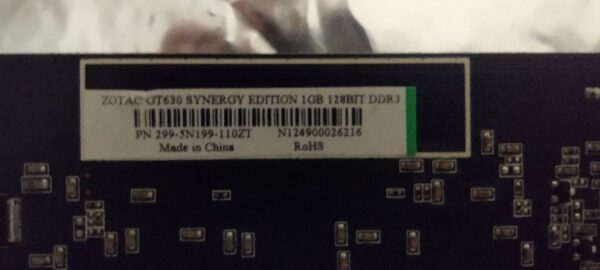 ZOTAC GT630 SYNERGY EDITION 1GB 128BIT DDR3
PN 299-5N199-110ZT N124900026216
Made in China RoHS